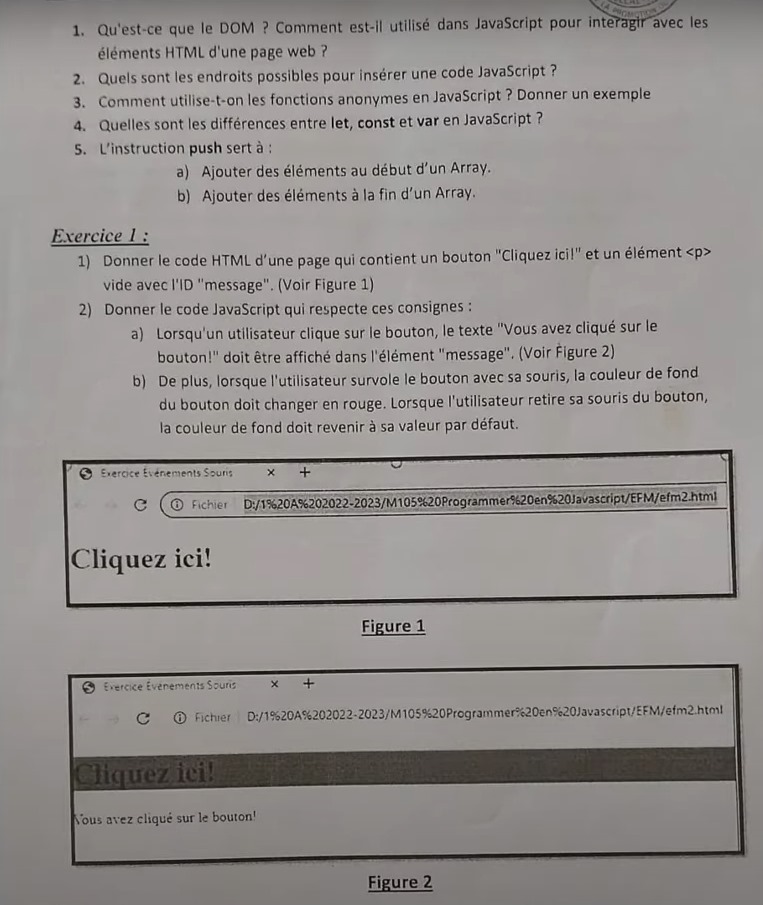 1. Qu'est-ce que le DOM ? Comment est-il utilisé dans JavaScript pour interagir avec les
éléments HTML d'une page web ?
2. Quels sont les endroits possibles pour insérer une code JavaScript ?
3. Comment utilise-t-on les fonctions anonymes en JavaScript ? Donner un exemple
4. Quelles sont les différences entre let, const et var en JavaScript ?
5. L'instruction push sert à :
a) Ajouter des éléments au début d'un Array.
b) Ajouter des éléments à la fin d'un Array.
Exercice 1 :
1) Donner le code HTML d'une page qui contient un bouton "Cliquez ici!" et un élément <p>
vide avec l'ID "message". (Voir Figure 1)
2) Donner le code JavaScript qui respecte ces consignes :
a) Lorsqu'un utilisateur clique sur le bouton, le texte "Vous avez cliqué sur le
bouton!" doit être affiché dans l'élément "message". (Voir Figure 2)
b) De plus, lorsque l'utilisateur survole le bouton avec sa souris, la couleur de fond
du bouton doit changer en rouge. Lorsque l'utilisateur retire sa souris du bouton,
la couleur de fond doit revenir à sa valeur par défaut.
Exercice Événements Souris × +
Fichier D:/1%20A%202022-2023/M105%20Programmer%20en%20Javascript/EFM/efm2.html
Cliquez ici!
Figure 1
Exercice Événements Souris × +
Fichier D:/1%20A%202022-2023/M105%20Programmer%20en%20Javascript/EFM/efm2.html
Cliquez ici!
Vous avez cliqué sur le bouton!
Figure 2